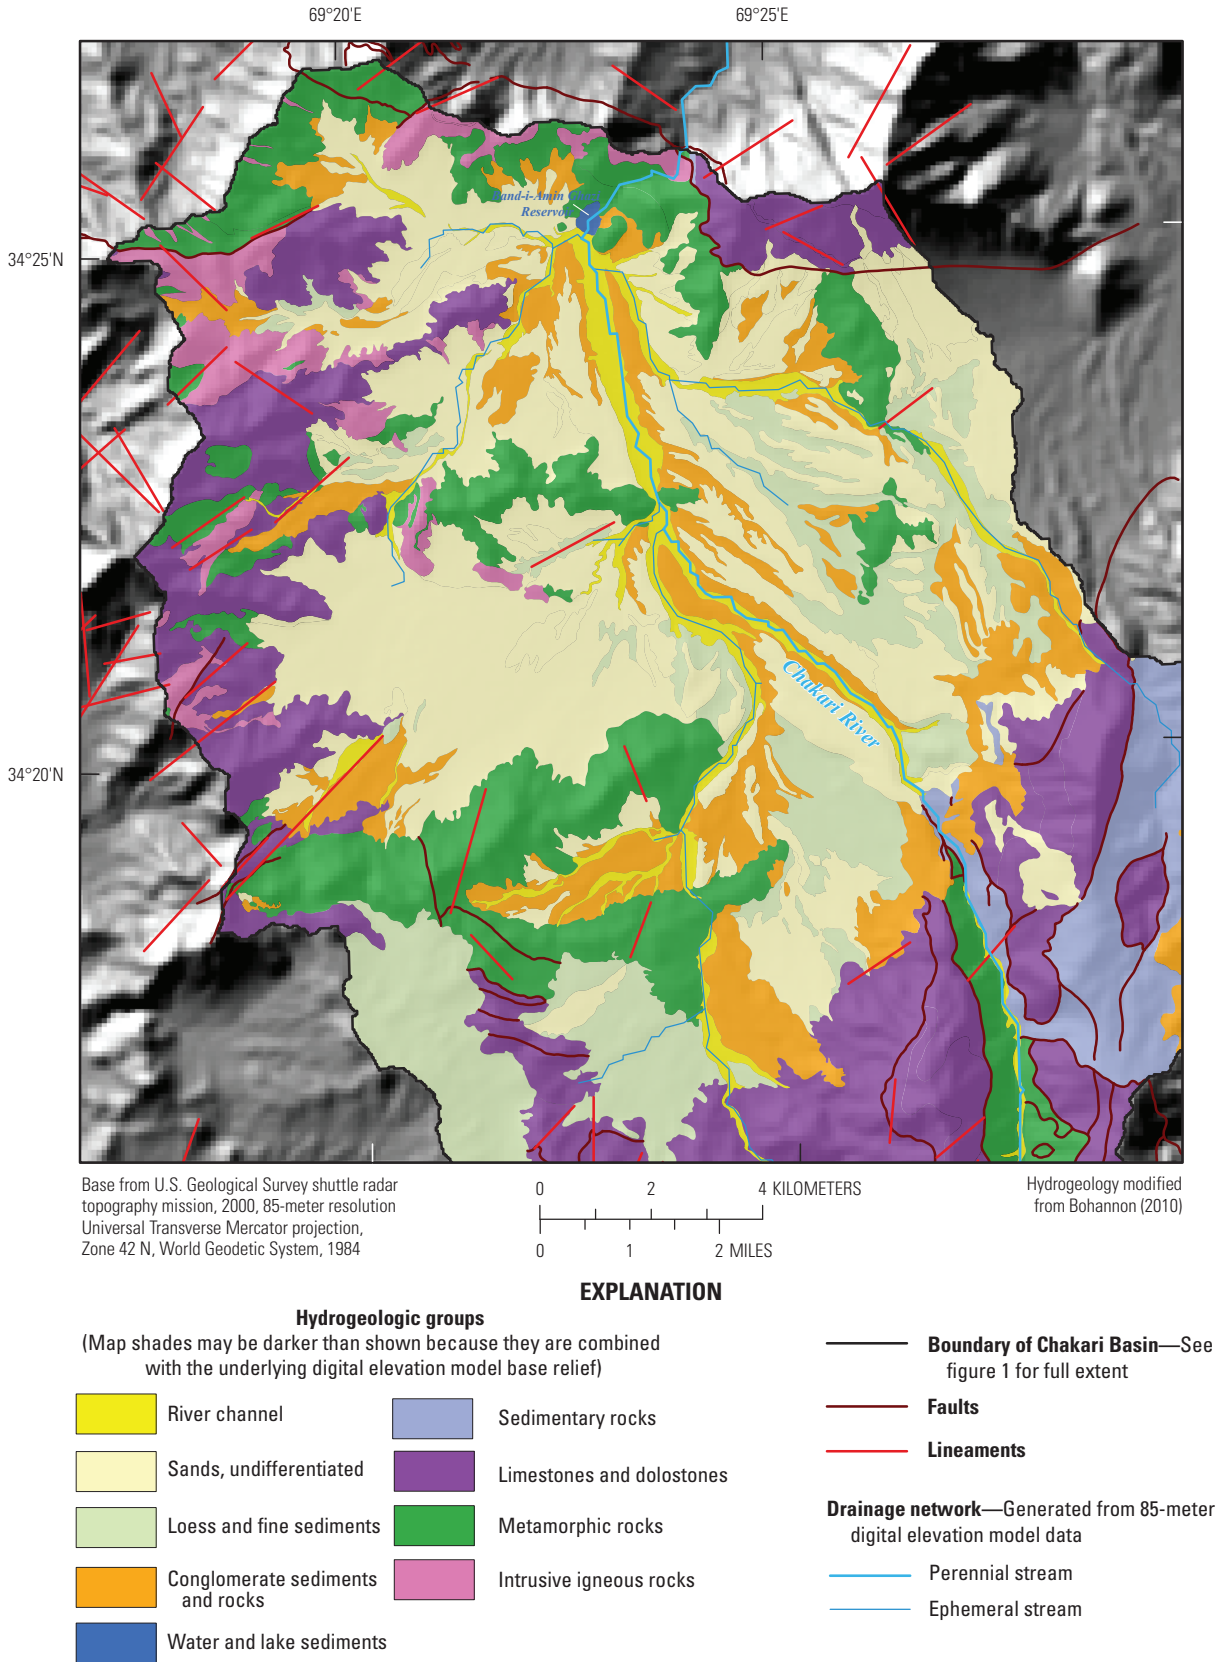 69°20'E
69°25'E
34°25'N
34°20'N
Band-i-Amin Ghazi
Reservoir
Chakari River
Base from U.S. Geological Survey shuttle radar
topography mission, 2000, 85-meter resolution
Universal Transverse Mercator projection,
Zone 42 N, World Geodetic System, 1984
0 2 4 KILOMETERS
0 1 2 MILES
Hydrogeology modified
from Bohannon (2010)
EXPLANATION
Hydrogeologic groups
(Map shades may be darker than shown because they are combined
with the underlying digital elevation model base relief)
River channel
Sands, undifferentiated
Loess and fine sediments
Conglomerate sediments
and rocks
Water and lake sediments
Sedimentary rocks
Limestones and dolostones
Metamorphic rocks
Intrusive igneous rocks
Boundary of Chakari Basin—See
figure 1 for full extent
Faults
Lineaments
Drainage network—Generated from 85-meter
digital elevation model data
Perennial stream
Ephemeral stream